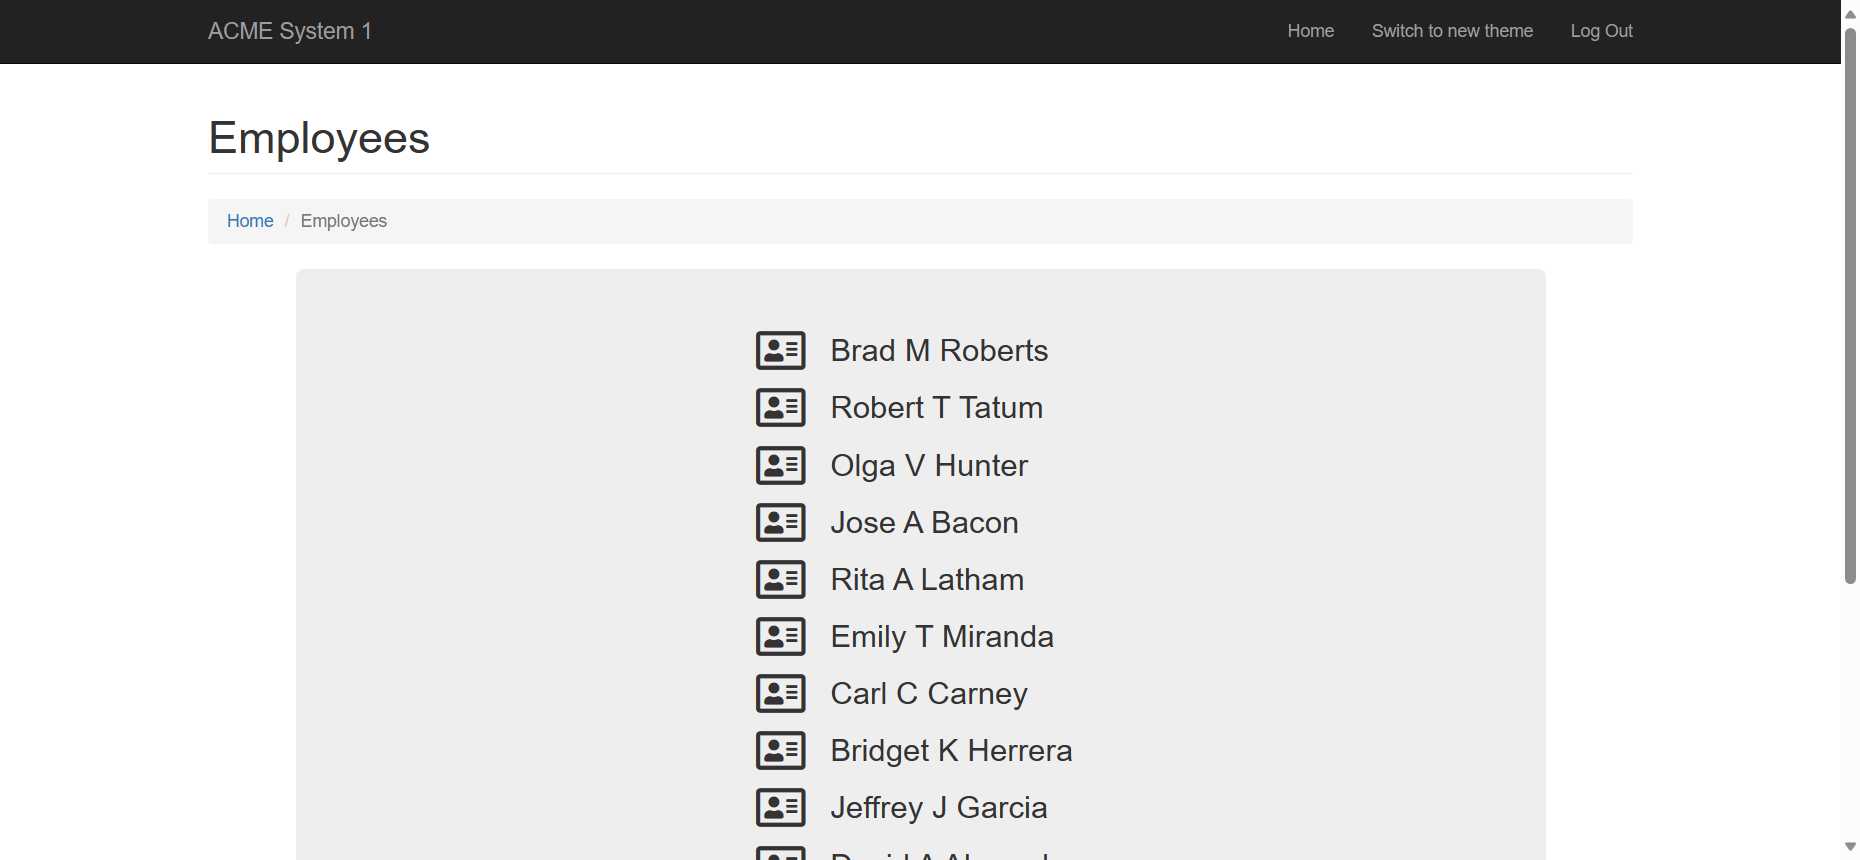 ACME System 1
Home
Switch to new theme
Log Out
Employees
Home / Employees
Brad M Roberts
Robert T Tatum
Olga V Hunter
Jose A Bacon
Rita A Latham
Emily T Miranda
Carl C Carney
Bridget K Herrera
Jeffrey J Garcia